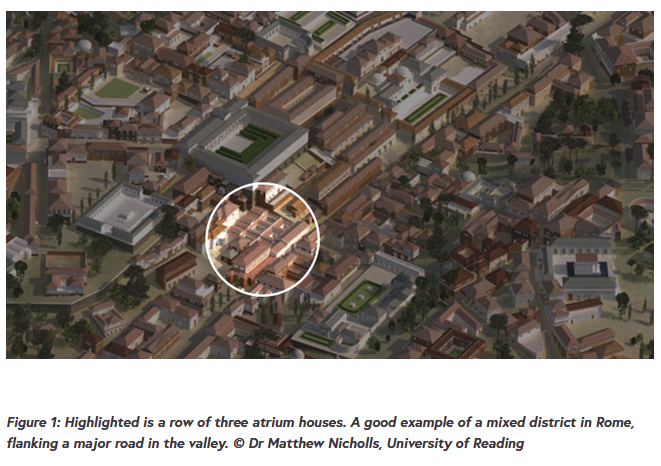 Figure 1: Highlighted is a row of three atrium houses. A good example of a mixed district in Rome,
flanking a major road in the valley. © Dr Matthew Nicholls, University of Reading